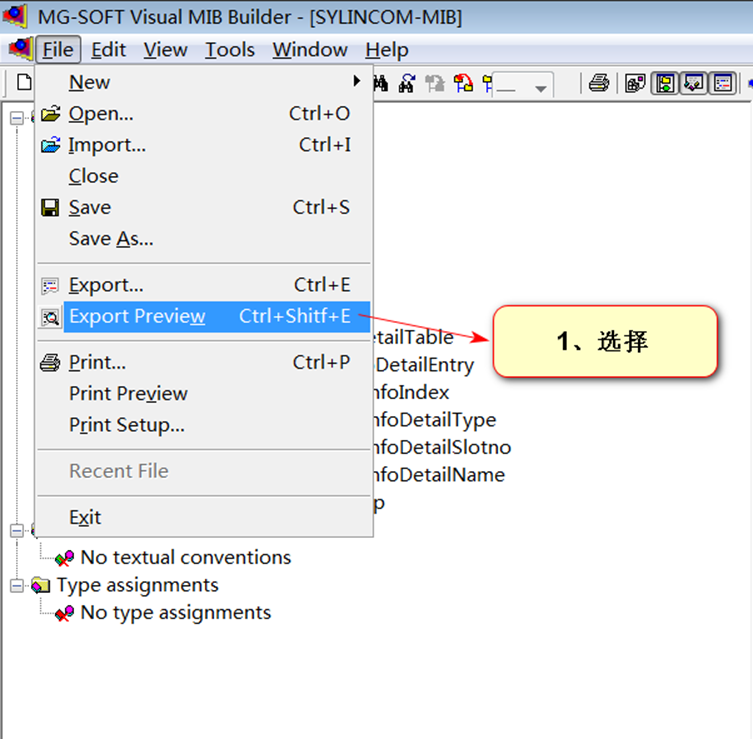 MG-SOFT Visual MIB Builder - [SYLINCOM-MIB]
File Edit View Tools Window Help
New
Open... Ctrl+O
Import... Ctrl+I
Close
Save Ctrl+S
Save As...
Export... Ctrl+E
Export Preview Ctrl+Shitf+E
1、选择
etailTable
DetailEntry
nfoIndex
Print... Ctrl+P
Print Preview
nfoDetailType
Print Setup...
nfoDetailSlotno
Recent File
nfoDetailName
p
Exit
No textual conventions
Type assignments
No type assignments